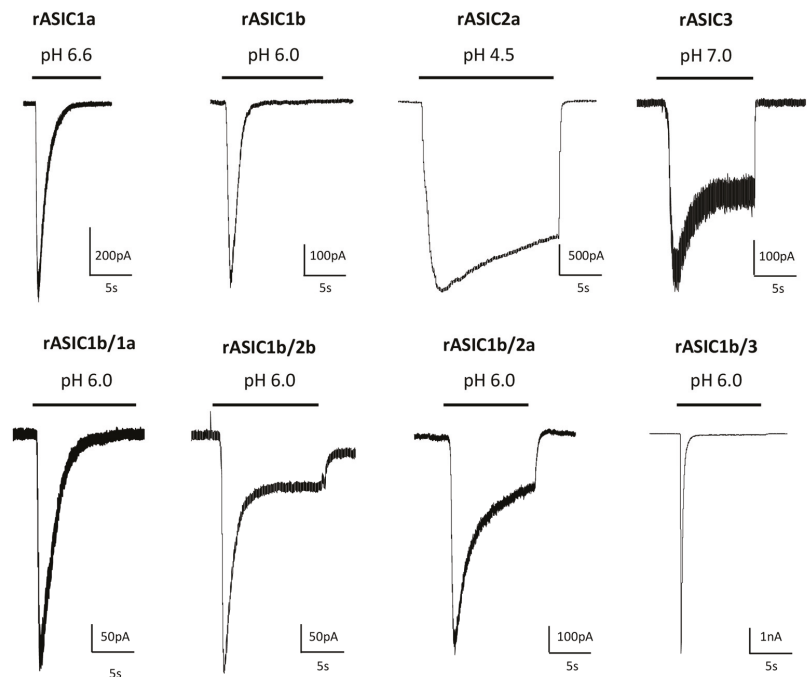 rASIC1a
pH 6.6
200pA
5s
rASIC1b
pH 6.0
100pA
5s
rASIC2a
pH 4.5
500pA
5s
rASIC3
pH 7.0
100pA
5s
rASIC1b/1a
pH 6.0
50pA
5s
rASIC1b/2b
pH 6.0
50pA
5s
rASIC1b/2a
pH 6.0
100pA
5s
rASIC1b/3
pH 6.0
1nA
5s